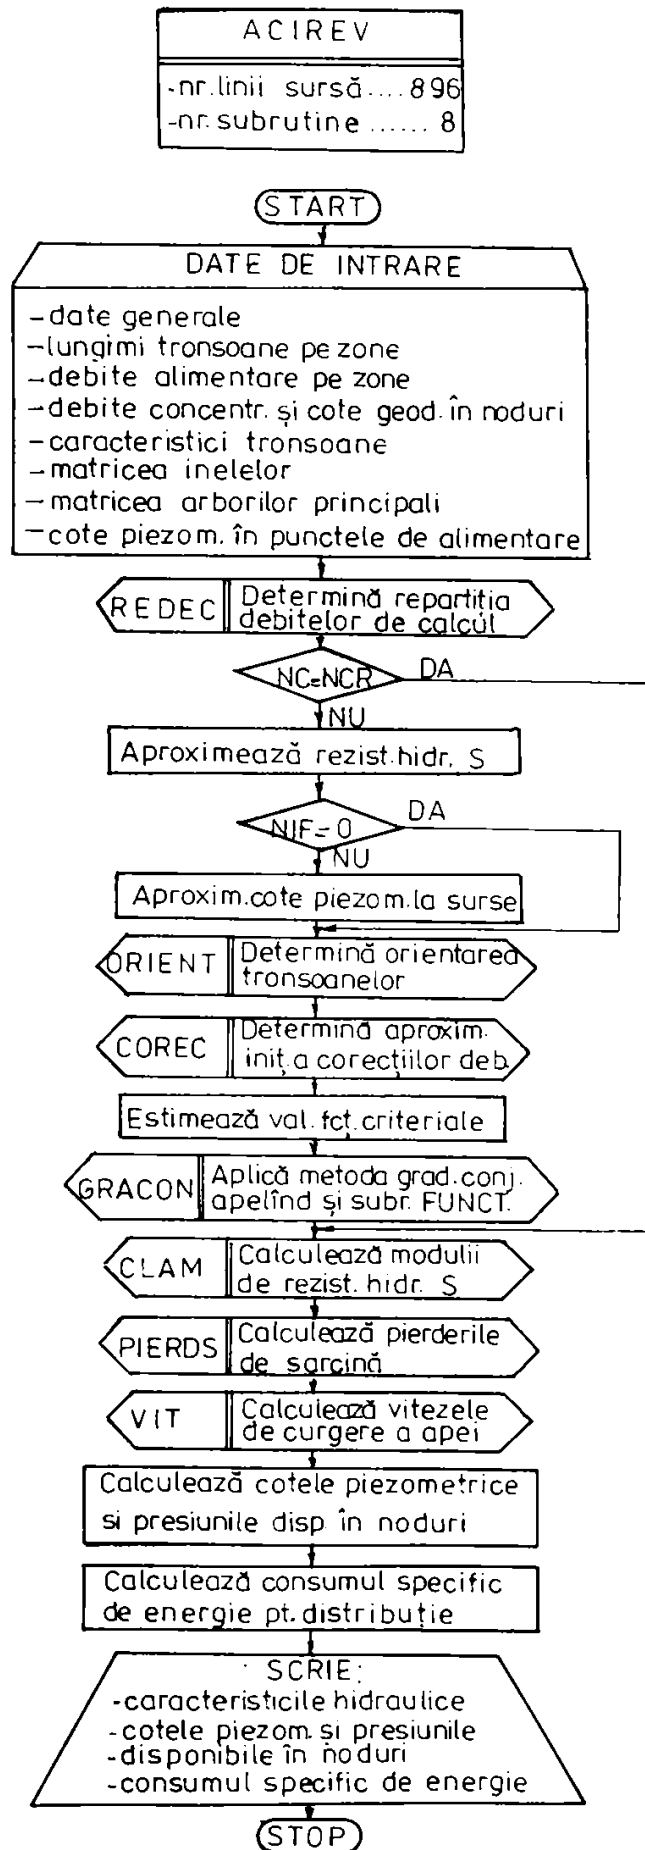 ACIREV
-nr. linii sursă .... 896
-nr. subrutine ...... 8
START
DATE DE INTRARE
-date generale
-lungimi tronsoane pe zone
-debite alimentare pe zone
-debite concentr. și cote geod. în noduri
-caracteristici tronsoane
-matricea inelelor
-matricea arborilor principali
-cote piezom. în punctele de alimentare
REDEC
Determină repartiția
debitelor de calcul
NC=NCR
DA
NU
Aproximează rezist. hidr. S
NIF=0
DA
NU
Aproxim. cote piezom. la surse
ORIENT
Determină orientarea
tronsoanelor
COREC
Determină aproxim.
iniț. a corecțiilor deb.
Estimează val. fct. criteriale
GRACON
Aplică metoda grad. conj.
apelînd și subr. FUNCT.
CLAM
Calculează modulii
de rezist. hidr. S
PIERDS
Calculează pierderile
de sarcină
VIT
Calculează vitezele
de curgere a apei
Calculează cotele piezometrice
si presiunile disp. în noduri
Calculează consumul specific
de energie pt. distribuție
SCRIE:
-caracteristicile hidraulice
-cotele piezom. si presiunile
-disponibile în noduri
-consumul specific de energie
STOP